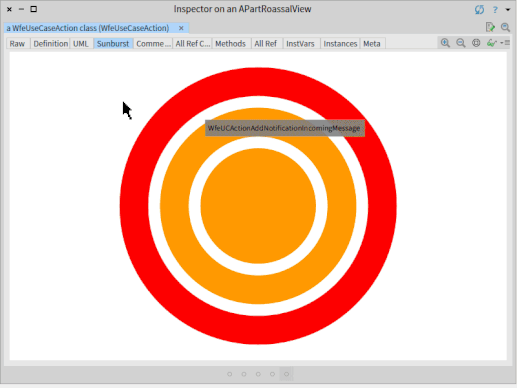 Inspector on an APartRoassalView
a WfeUseCaseAction class (WfeUseCaseAction) ×
Raw Definition UML Sunburst Comme... All Ref C... Methods All Ref InstVars Instances Meta
WfeUCActionAddNotificationIncomingMessage